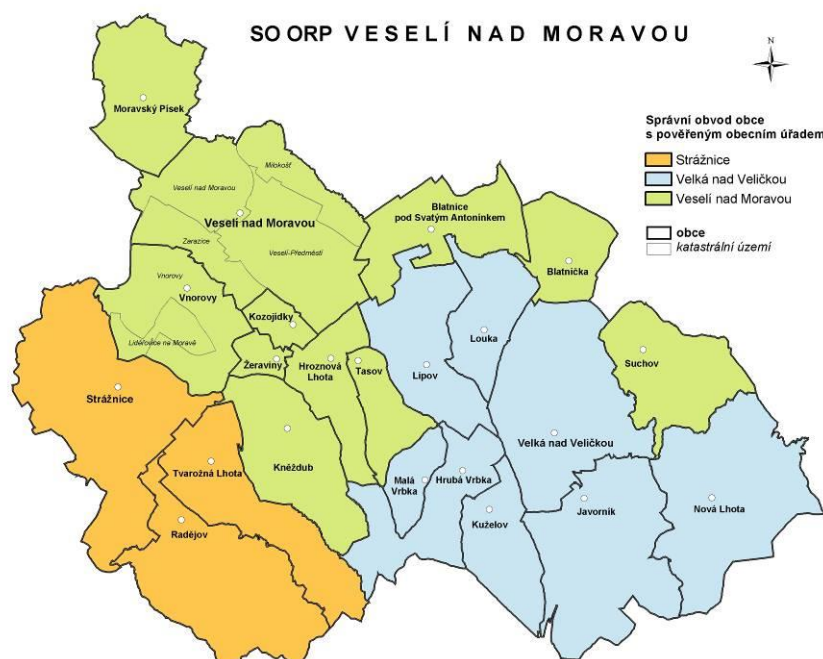 SO ORP VESELÍ NAD MORAVOU
N
Správní obvod obce
s pověřeným obecním úřadem
Strážnice
Velká nad Veličkou
Veselí nad Moravou
obce
katastrální území
Moravský Písek
Milokošť
Veselí nad Moravou
Veselí nad Moravou
Zarazice
Veselí-Předměstí
Blatnice
pod Svatým Antonínkem
Blatnička
Vnorovy
Vnorovy
Lidéřovice na Moravě
Kozojídky
Žeraviny
Hroznová
Lhota
Tasov
Lipov
Louka
Suchov
Strážnice
Kněždub
Velká nad Veličkou
Tvarožná Lhota
Malá
Vrbka
Hrubá Vrbka
Radějov
Kuželov
Javorník
Nová Lhota